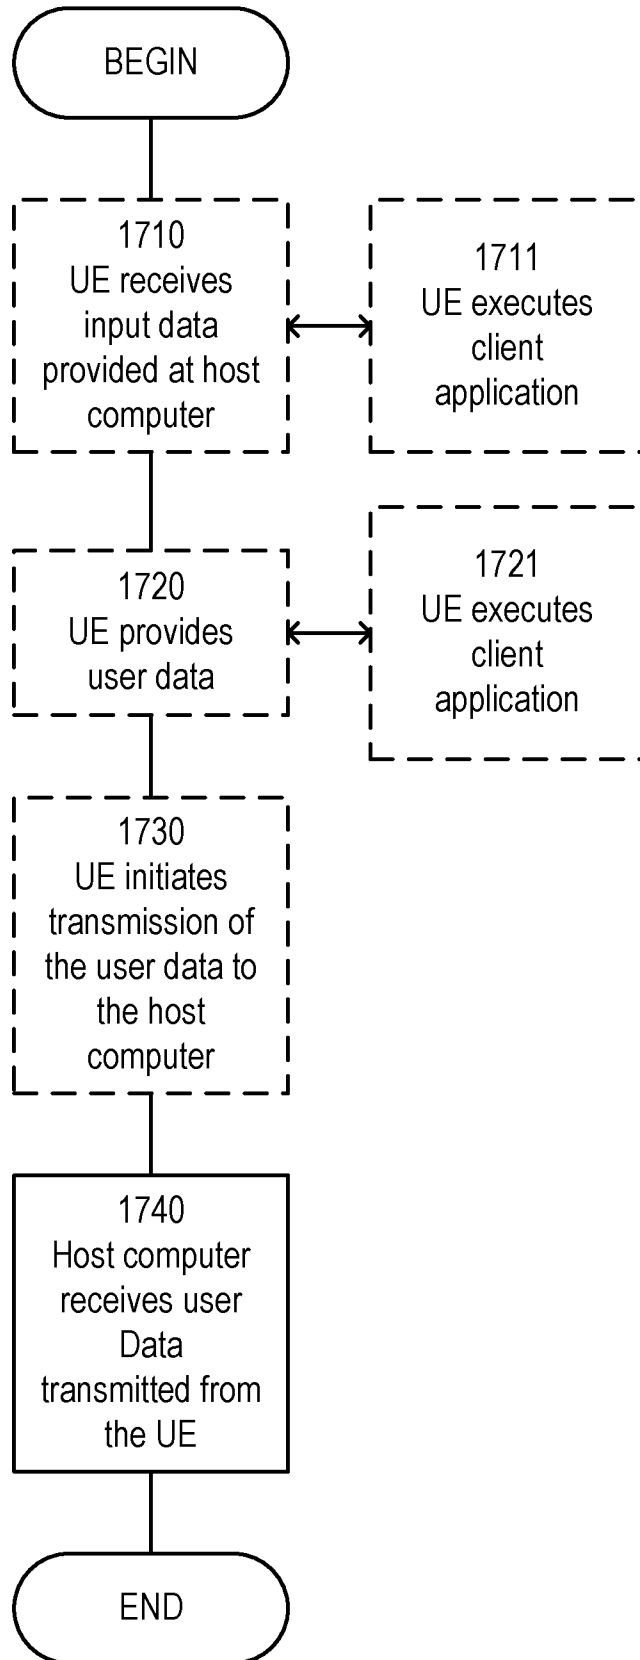 BEGIN
1710
UE receives
input data
provided at host
computer
1711
UE executes
client
application
1720
UE provides
user data
1721
UE executes
client
application
1730
UE initiates
transmission of
the user data to
the host
computer
1740
Host computer
receives user
Data
transmitted from
the UE
END